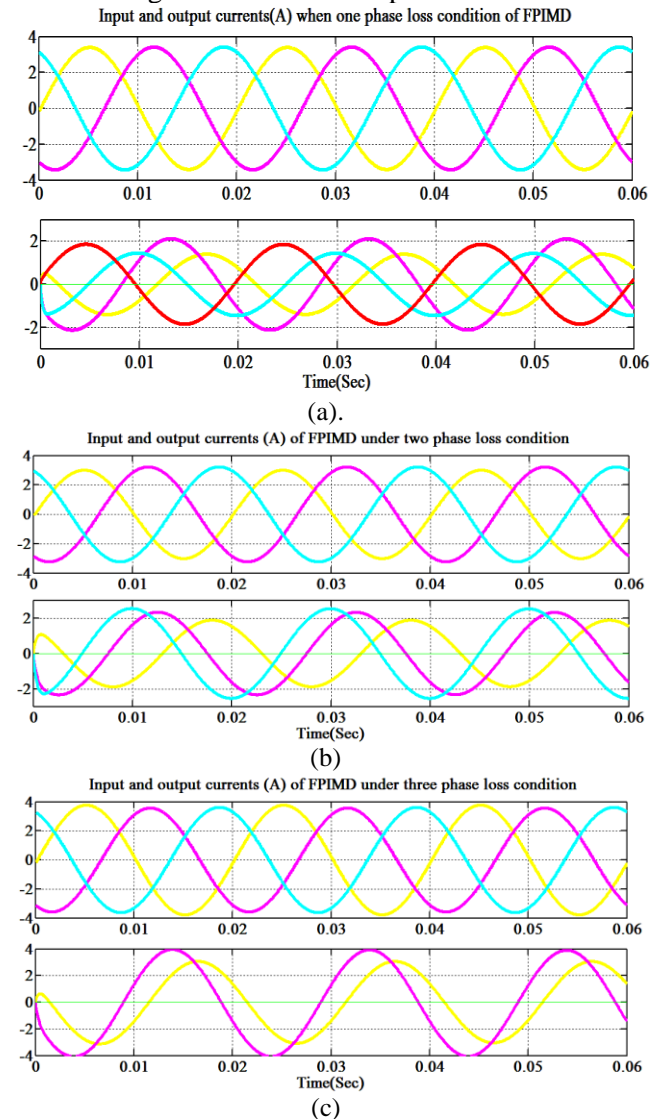 Input and output currents(A) when one phase loss condition of FPIMD
4
2
0
-2
-4
0 0.01 0.02 0.03 0.04 0.05 0.06
2
0
-2
0 0.01 0.02 0.03 0.04 0.05 0.06
Time(Sec)
(a).
Input and output currents (A) of FPIMD under two phase loss condition
4
2
0
-2
-4
0 0.01 0.02 0.03 0.04 0.05 0.06
2
0
-2
0 0.01 0.02 0.03 0.04 0.05 0.06
Time(Sec)
(b)
Input and output currents (A) of FPIMD under three phase loss condition
4
2
0
-2
-4
0 0.01 0.02 0.03 0.04 0.05 0.06
4
2
0
-2
-4
0 0.01 0.02 0.03 0.04 0.05 0.06
Time(Sec)
(c)